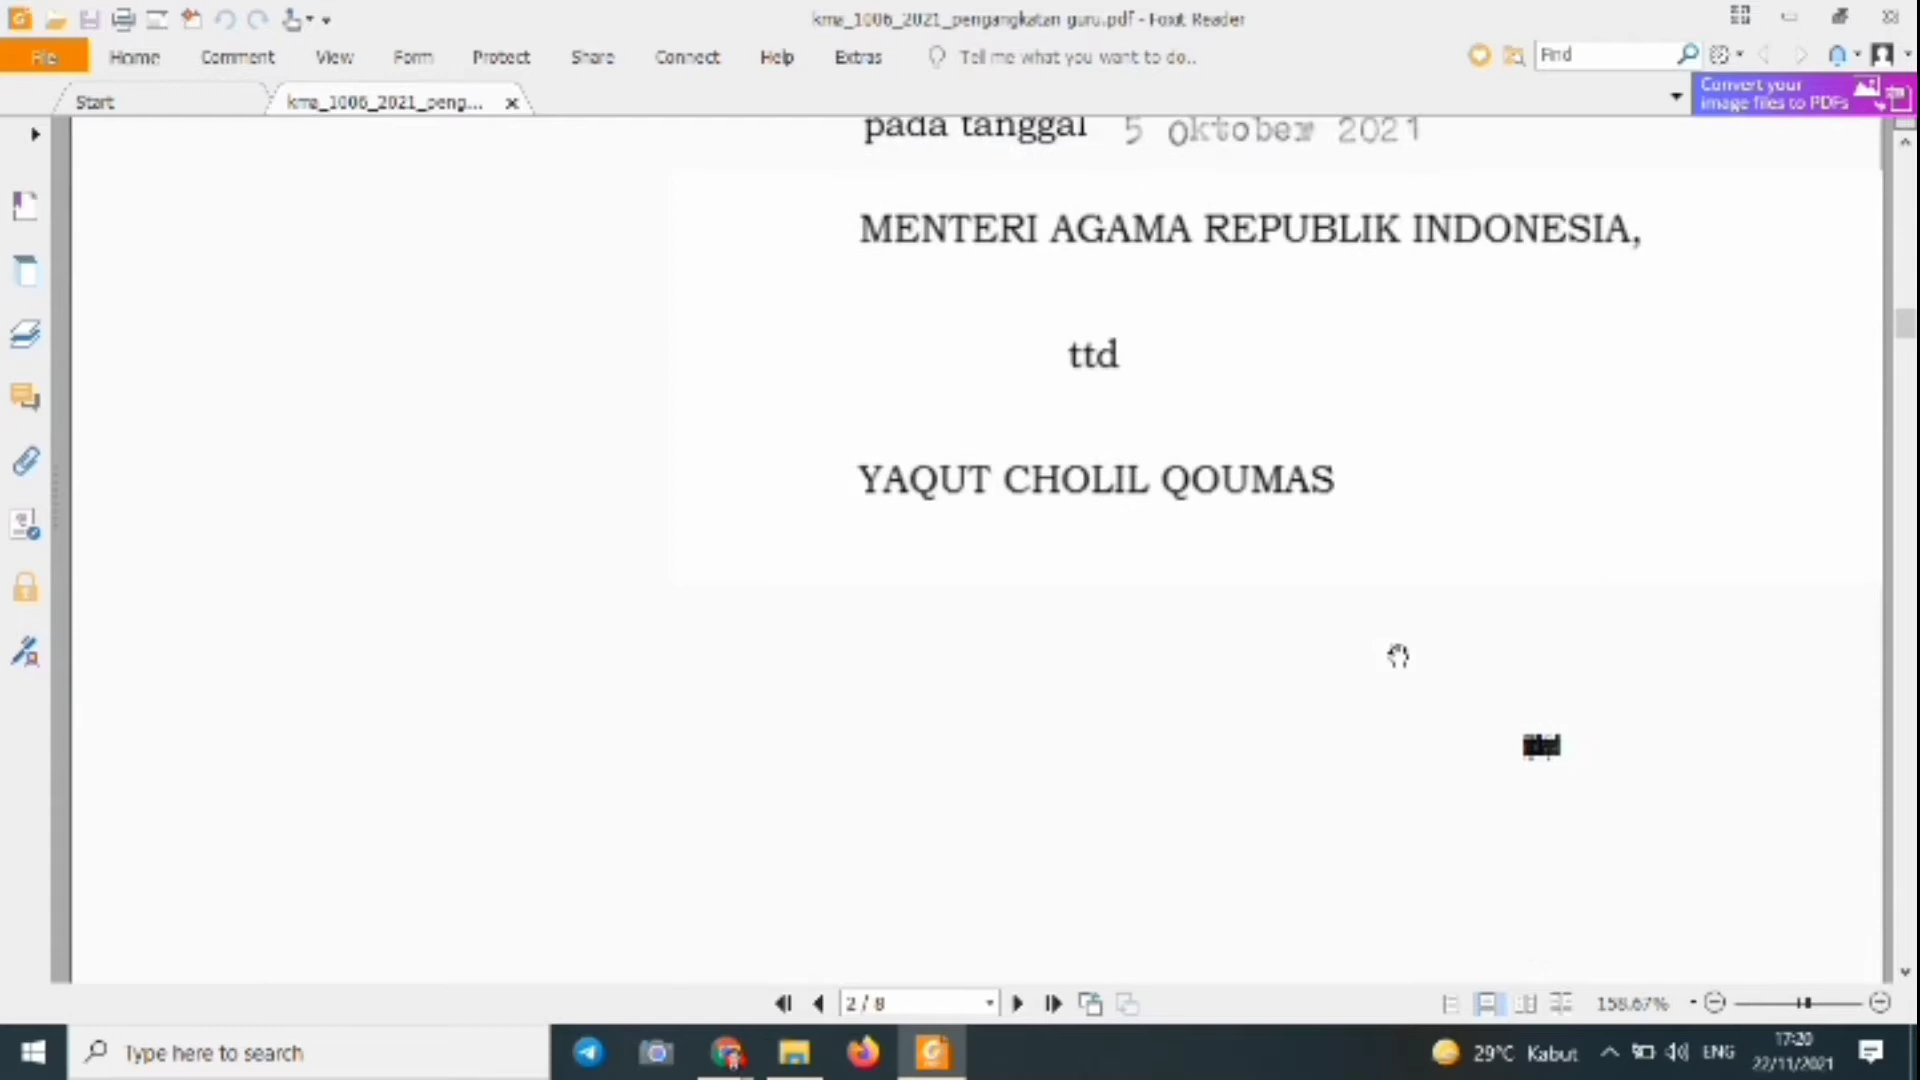 kma_1006_2021_pengangkatan guru.pdf - Foxit Reader
File Home Comment View Form Protect Share Connect Help Extras Tell me what you want to do.. Find
Start kma_1006_2021_peng...
Convert your
image files to PDFs
pada tanggal 5 Oktober 2021
MENTERI AGAMA REPUBLIK INDONESIA,
ttd
YAQUT CHOLIL QOUMAS
2 / 8 158.67%
Type here to search 29°C Kabut ENG 17:20
22/11/2021